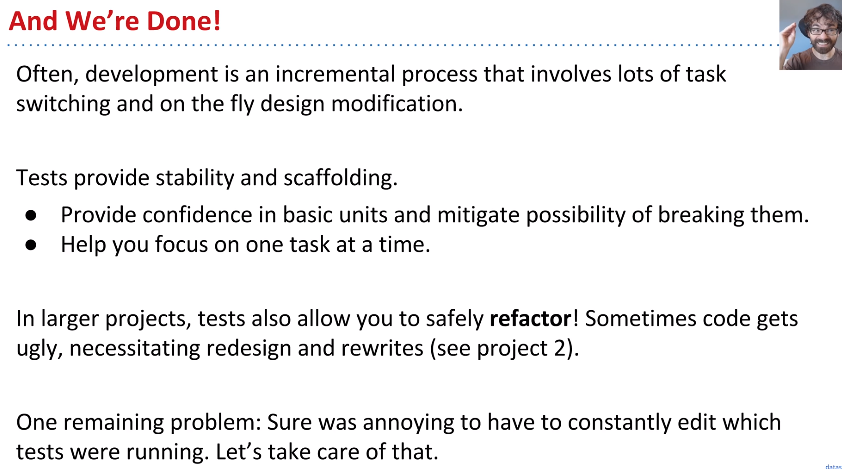 And We're Done!
Often, development is an incremental process that involves lots of task
switching and on the fly design modification.
Tests provide stability and scaffolding.
● Provide confidence in basic units and mitigate possibility of breaking them.
● Help you focus on one task at a time.
In larger projects, tests also allow you to safely refactor! Sometimes code gets
ugly, necessitating redesign and rewrites (see project 2).
One remaining problem: Sure was annoying to have to constantly edit which
tests were running. Let's take care of that.